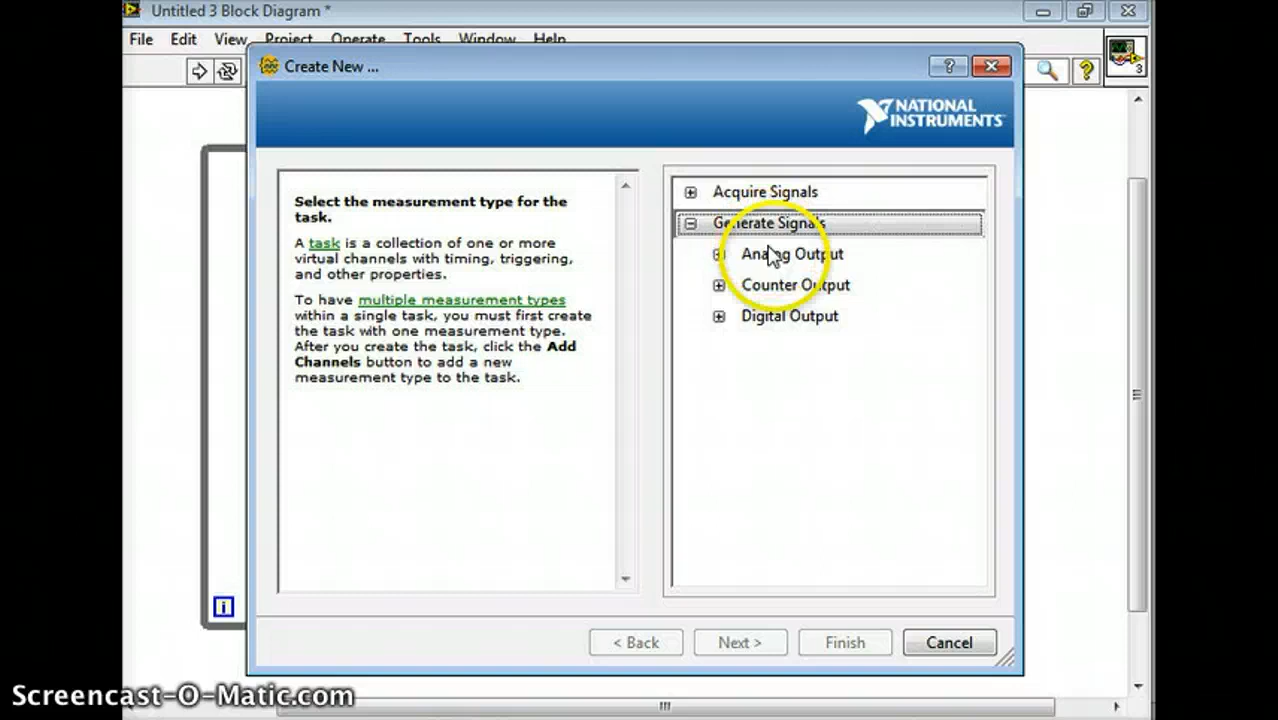 Untitled 3 Block Diagram *
File Edit View Project Operate Tools Window Help
3
Create New ...
NATIONAL
INSTRUMENTS
Select the measurement type for the
task.
A task is a collection of one or more
virtual channels with timing, triggering,
and other properties.
To have multiple measurement types
within a single task, you must first create
the task with one measurement type.
After you create the task, click the Add
Channels button to add a new
measurement type to the task.
Acquire Signals
Generate Signals
Analog Output
Counter Output
Digital Output
i
< Back
Next >
Finish
Cancel
Screencast-O-Matic.com